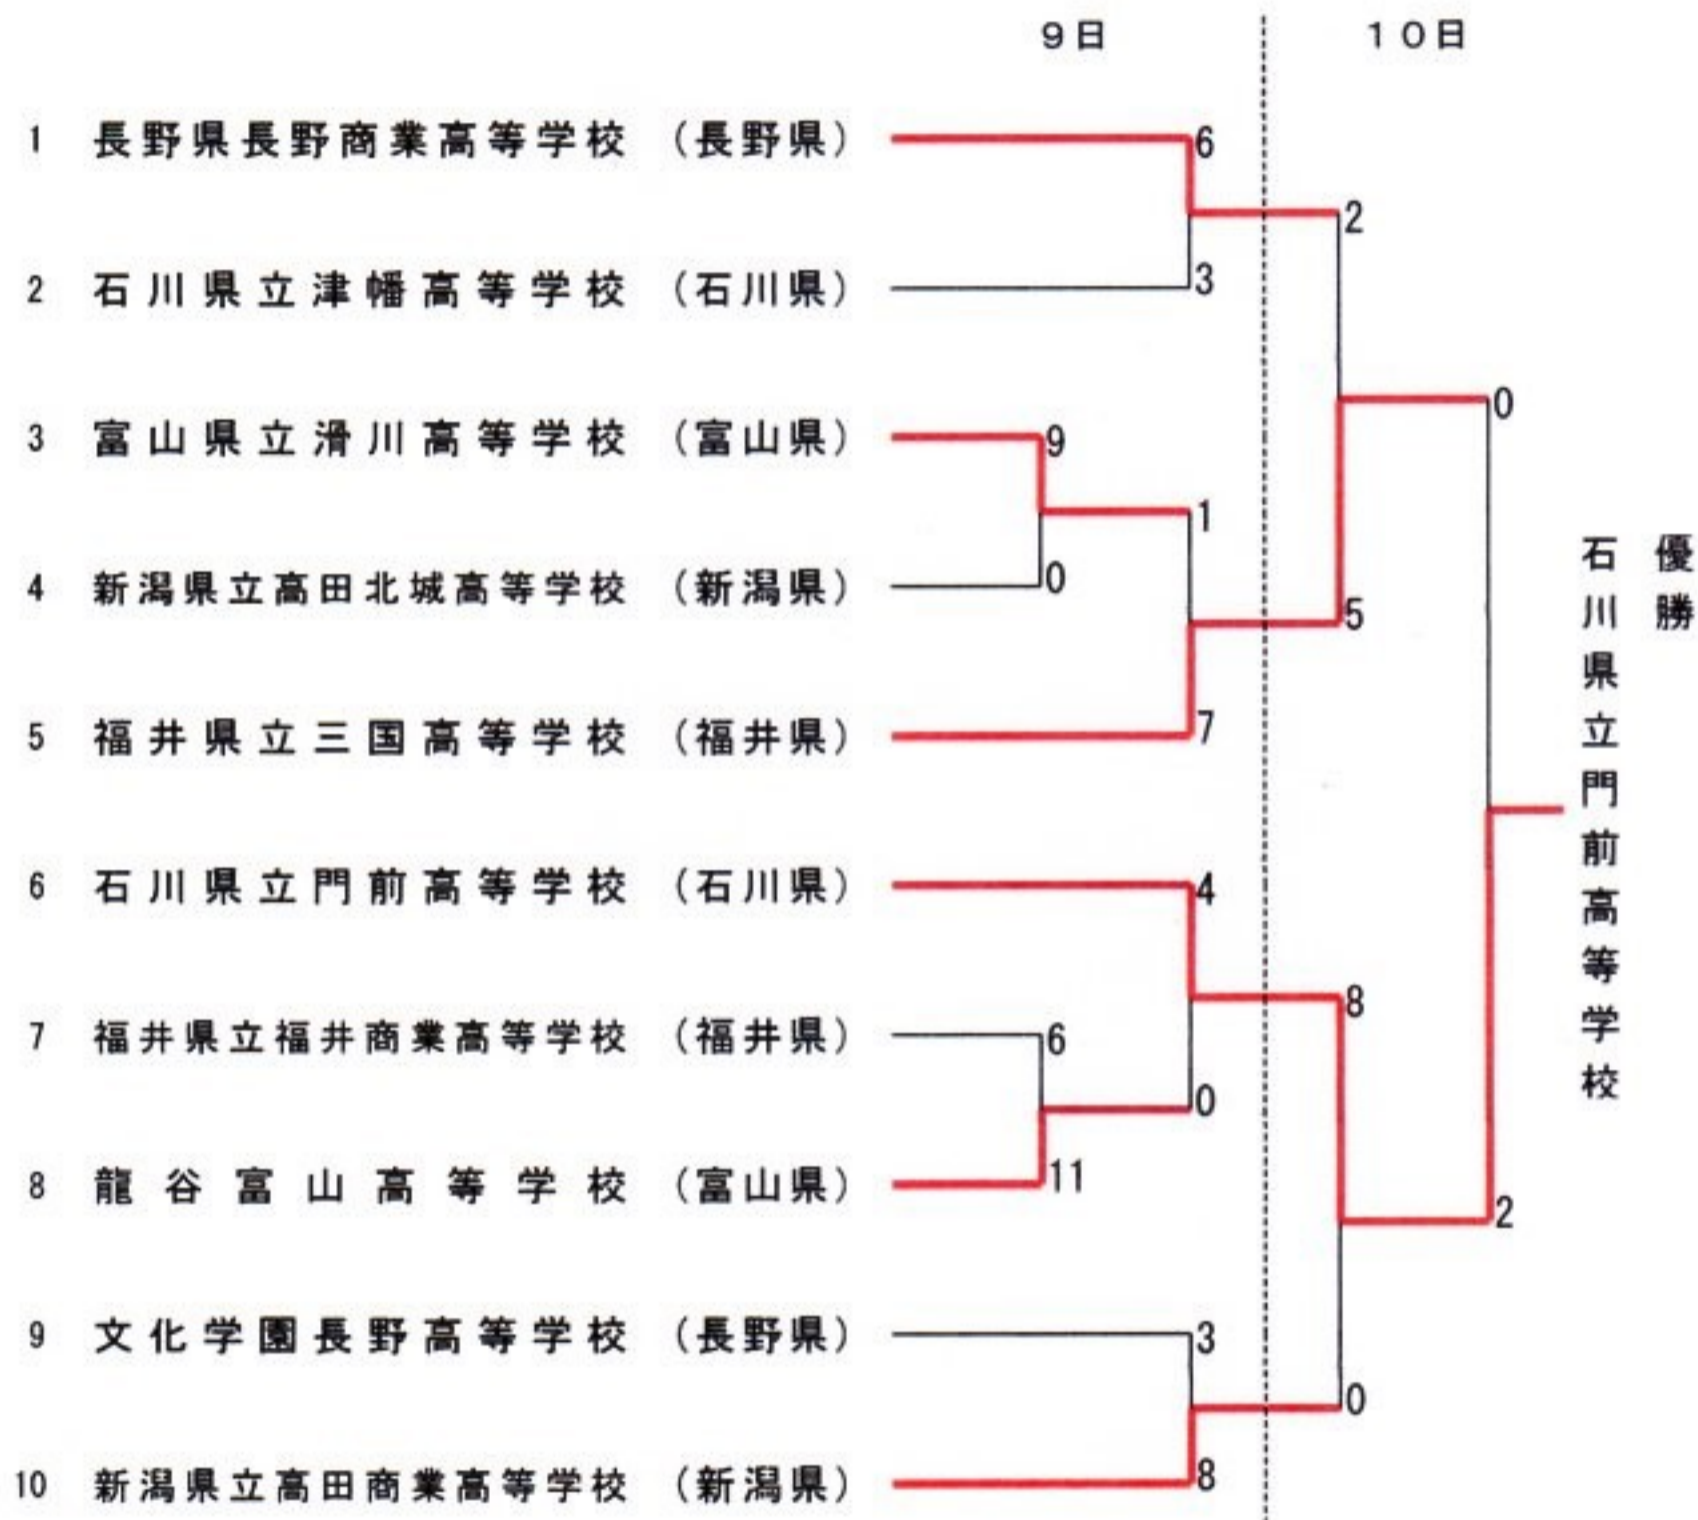 ９日 １０日
1 長野県長野商業高等学校 （長野県） 6
2
2 石川県立津幡高等学校 （石川県） 3
0
3 富山県立滑川高等学校 （富山県） 9
1
4 新潟県立高田北城高等学校 （新潟県） 0
5
5 福井県立三国高等学校 （福井県） 7
優勝
石川県立門前高等学校
6 石川県立門前高等学校 （石川県） 4
8
7 福井県立福井商業高等学校 （福井県） 6
0
8 龍谷富山高等学校 （富山県） 11
2
9 文化学園長野高等学校 （長野県） 3
0
10 新潟県立高田商業高等学校 （新潟県） 8